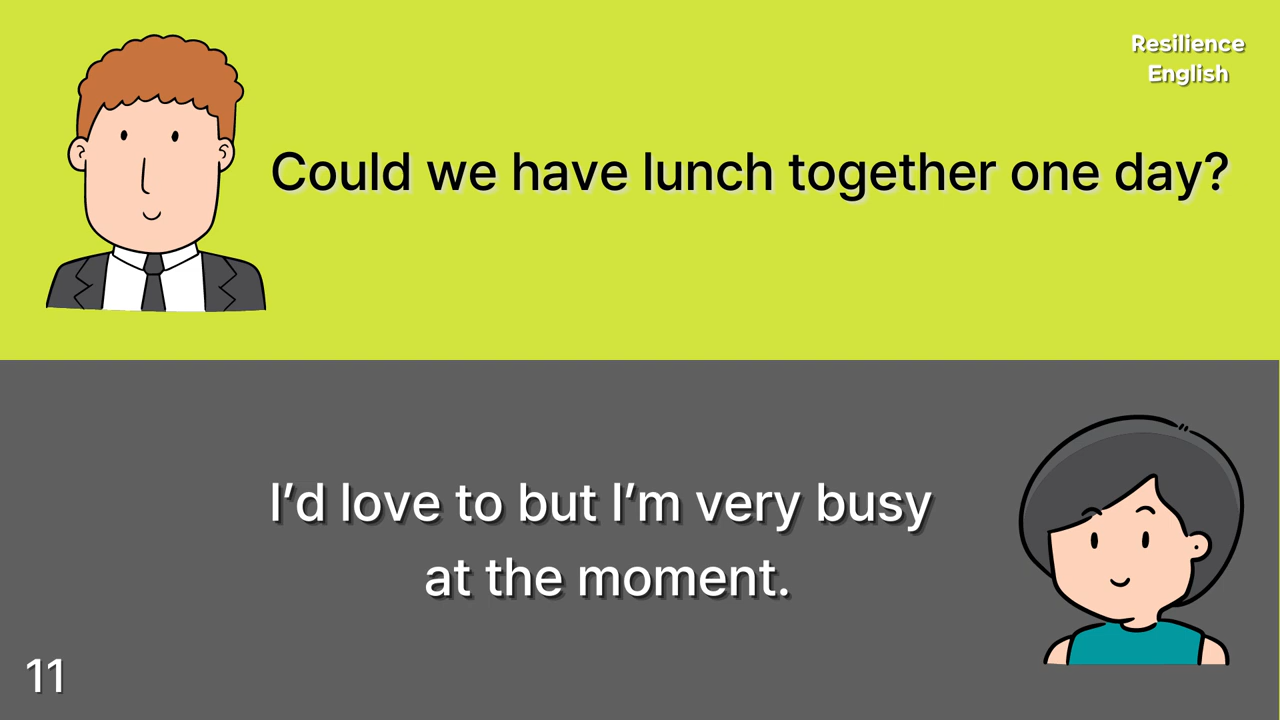 Resilience
English
Could we have lunch together one day?
I’d love to but I’m very busy
at the moment.
11